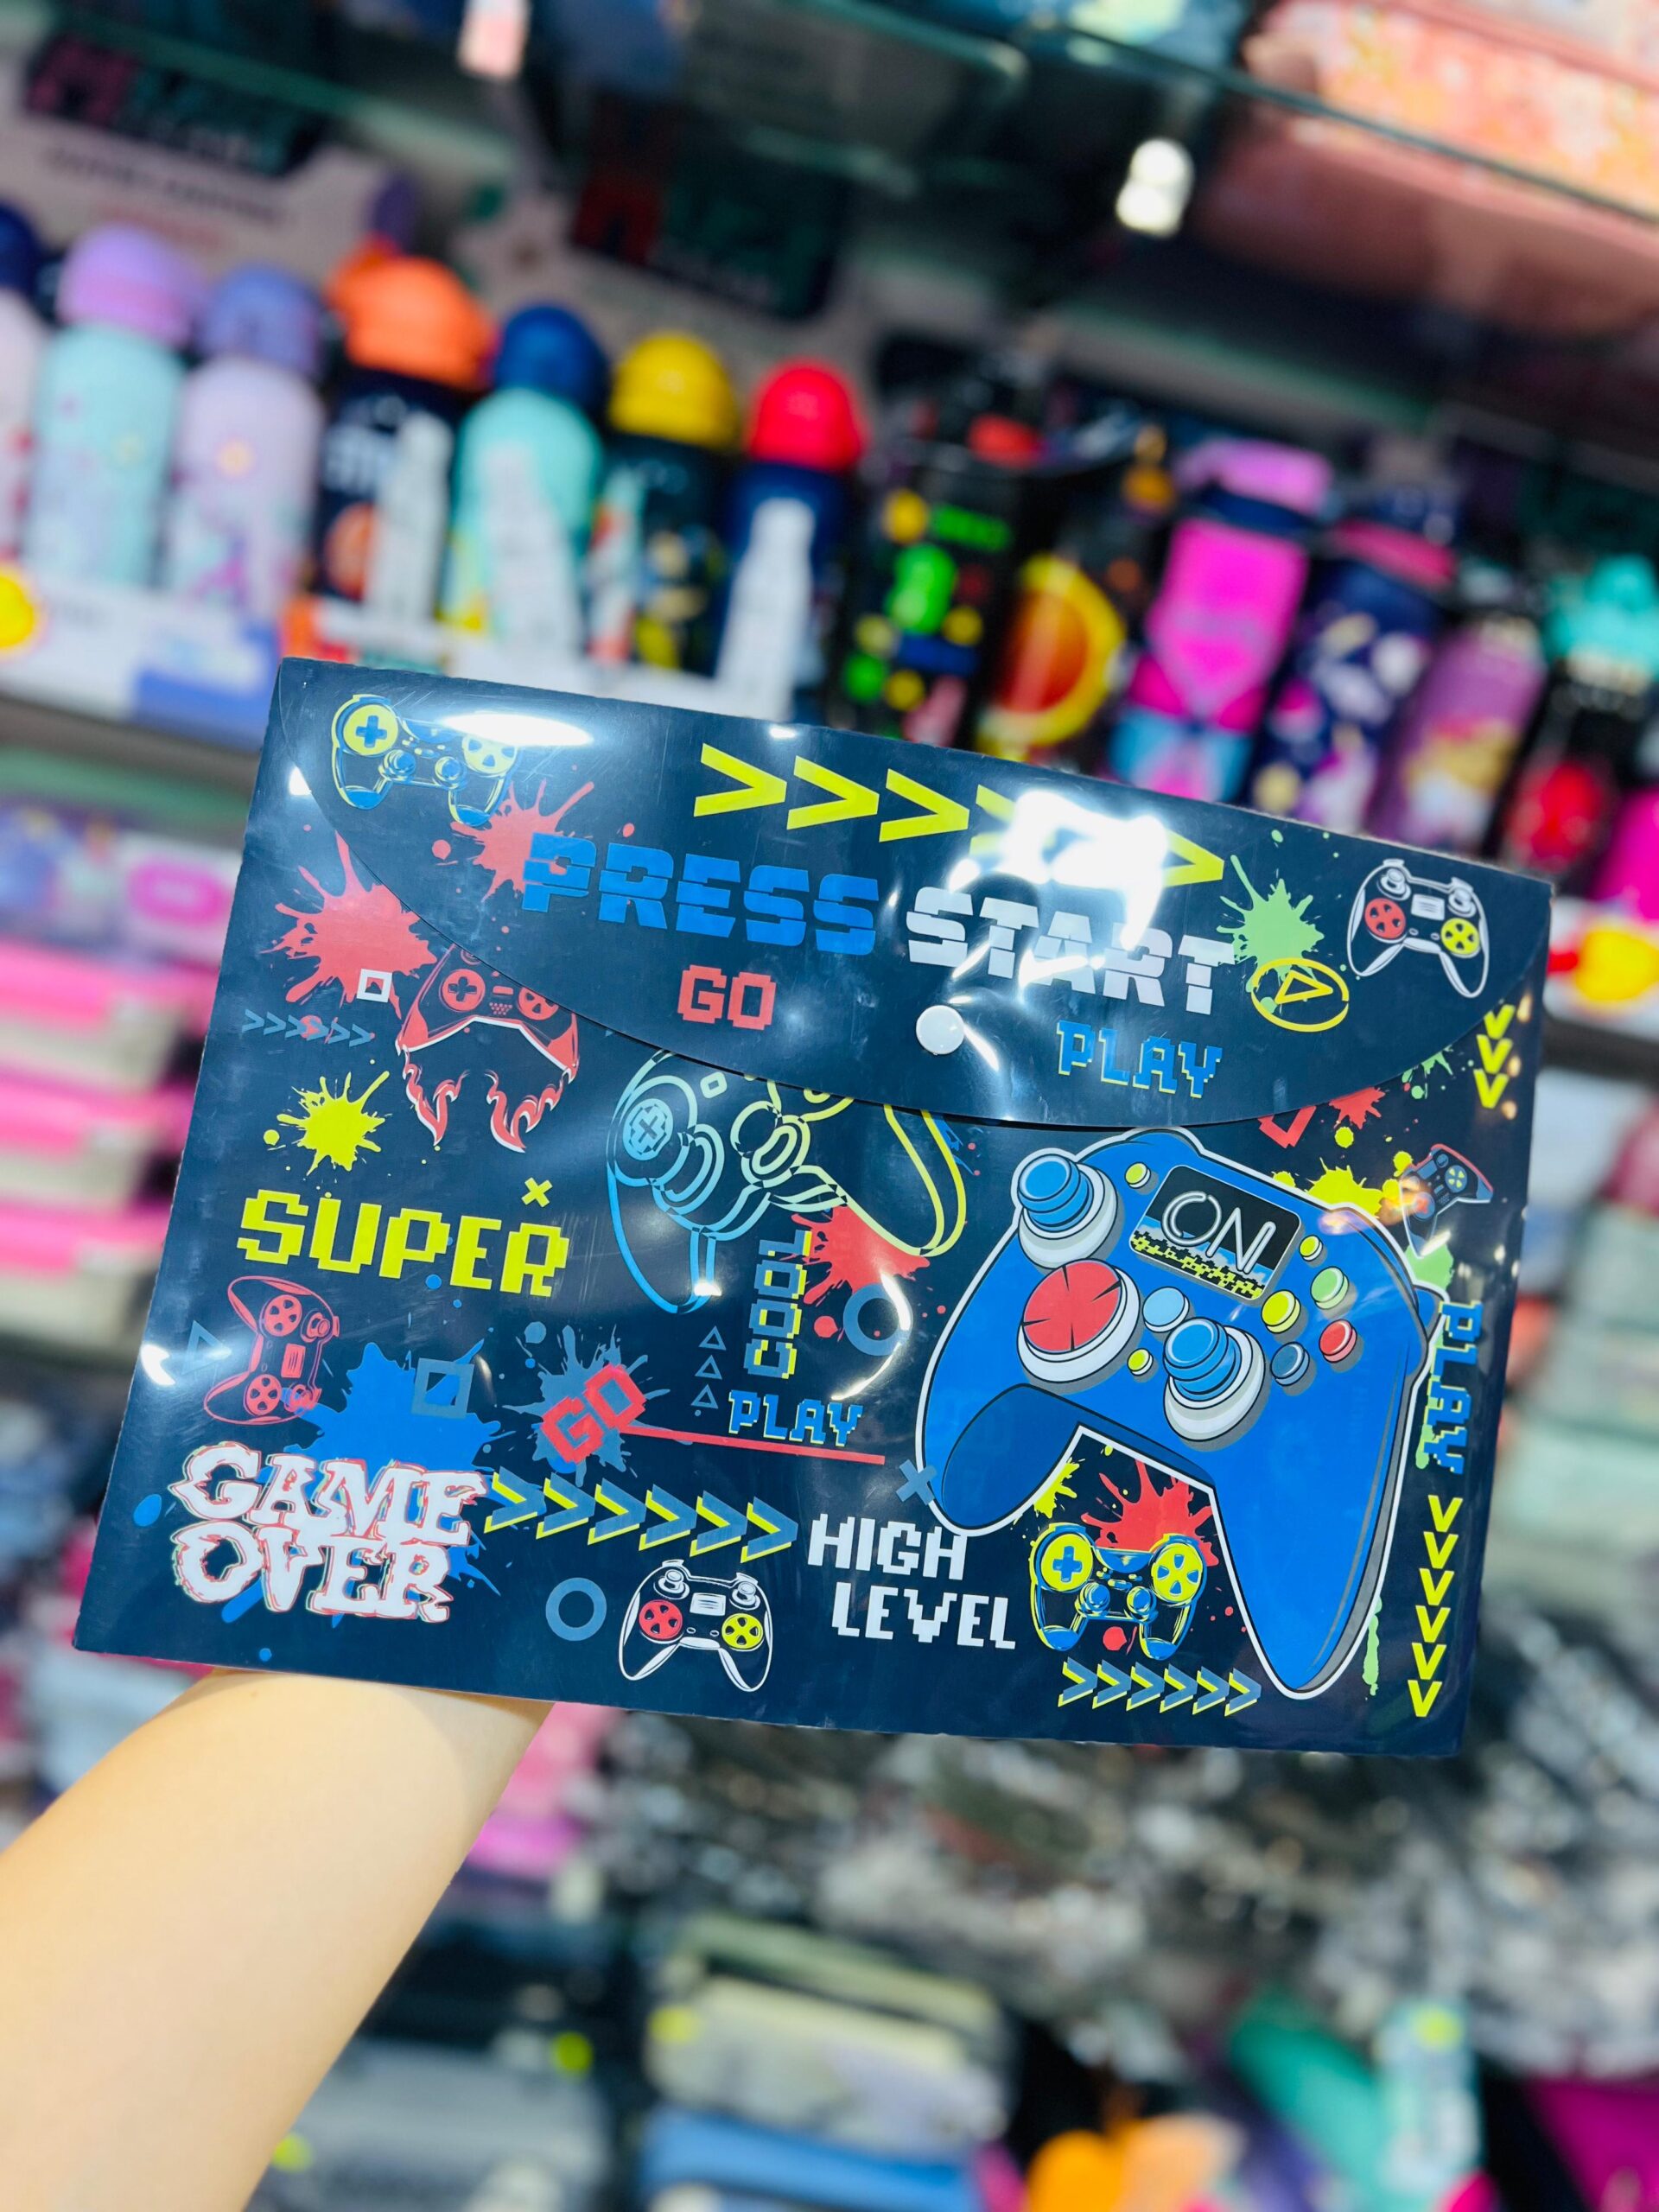 PRESS START
GO
PLAY
SUPER
ON
COOL
GO
PLAY
PLAY
GAME
OVER
HIGH
LEVEL